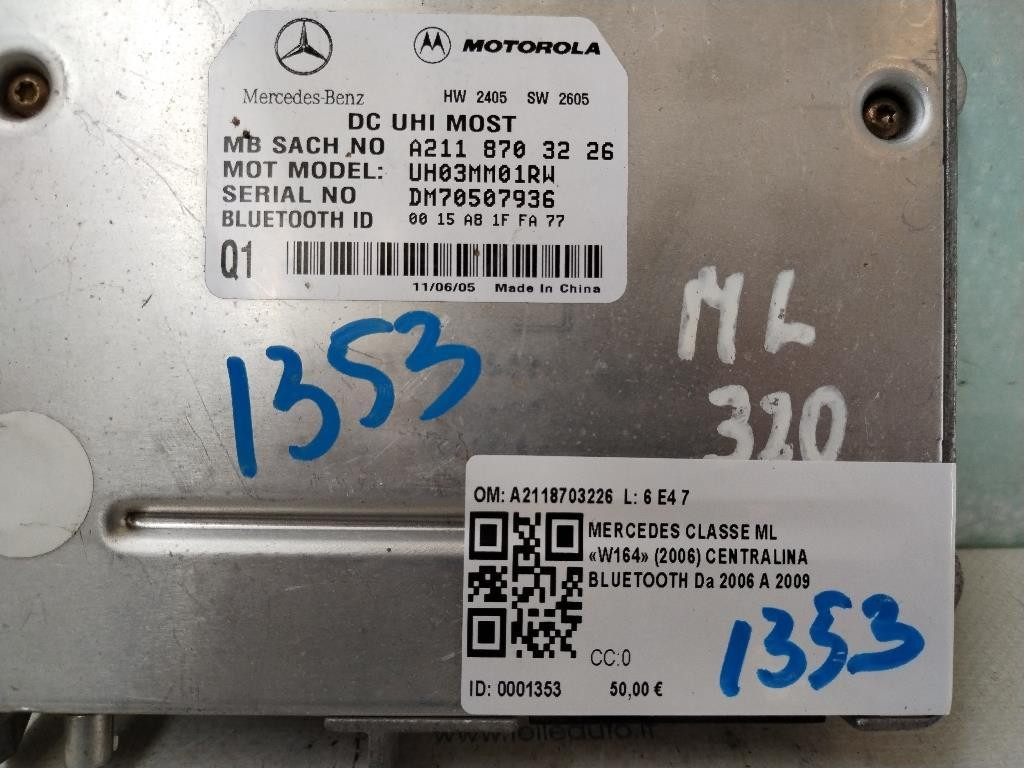 MOTOROLA
Mercedes-Benz HW 2405 SW 2605
DC UHI MOST
MB SACH NO A211 870 32 26
MOT MODEL: UH03MM01RW
SERIAL NO DM70507936
BLUETOOTH ID 00 15 A8 1F FA 77
Q1
11/06/05 Made In China
ML
320
1353
OM: A2118703226 L: 6 E4 7
MERCEDES CLASSE ML
«W164» (2006) CENTRALINA
BLUETOOTH Da 2006 A 2009
1353
CC:0
ID: 0001353 50,00 €